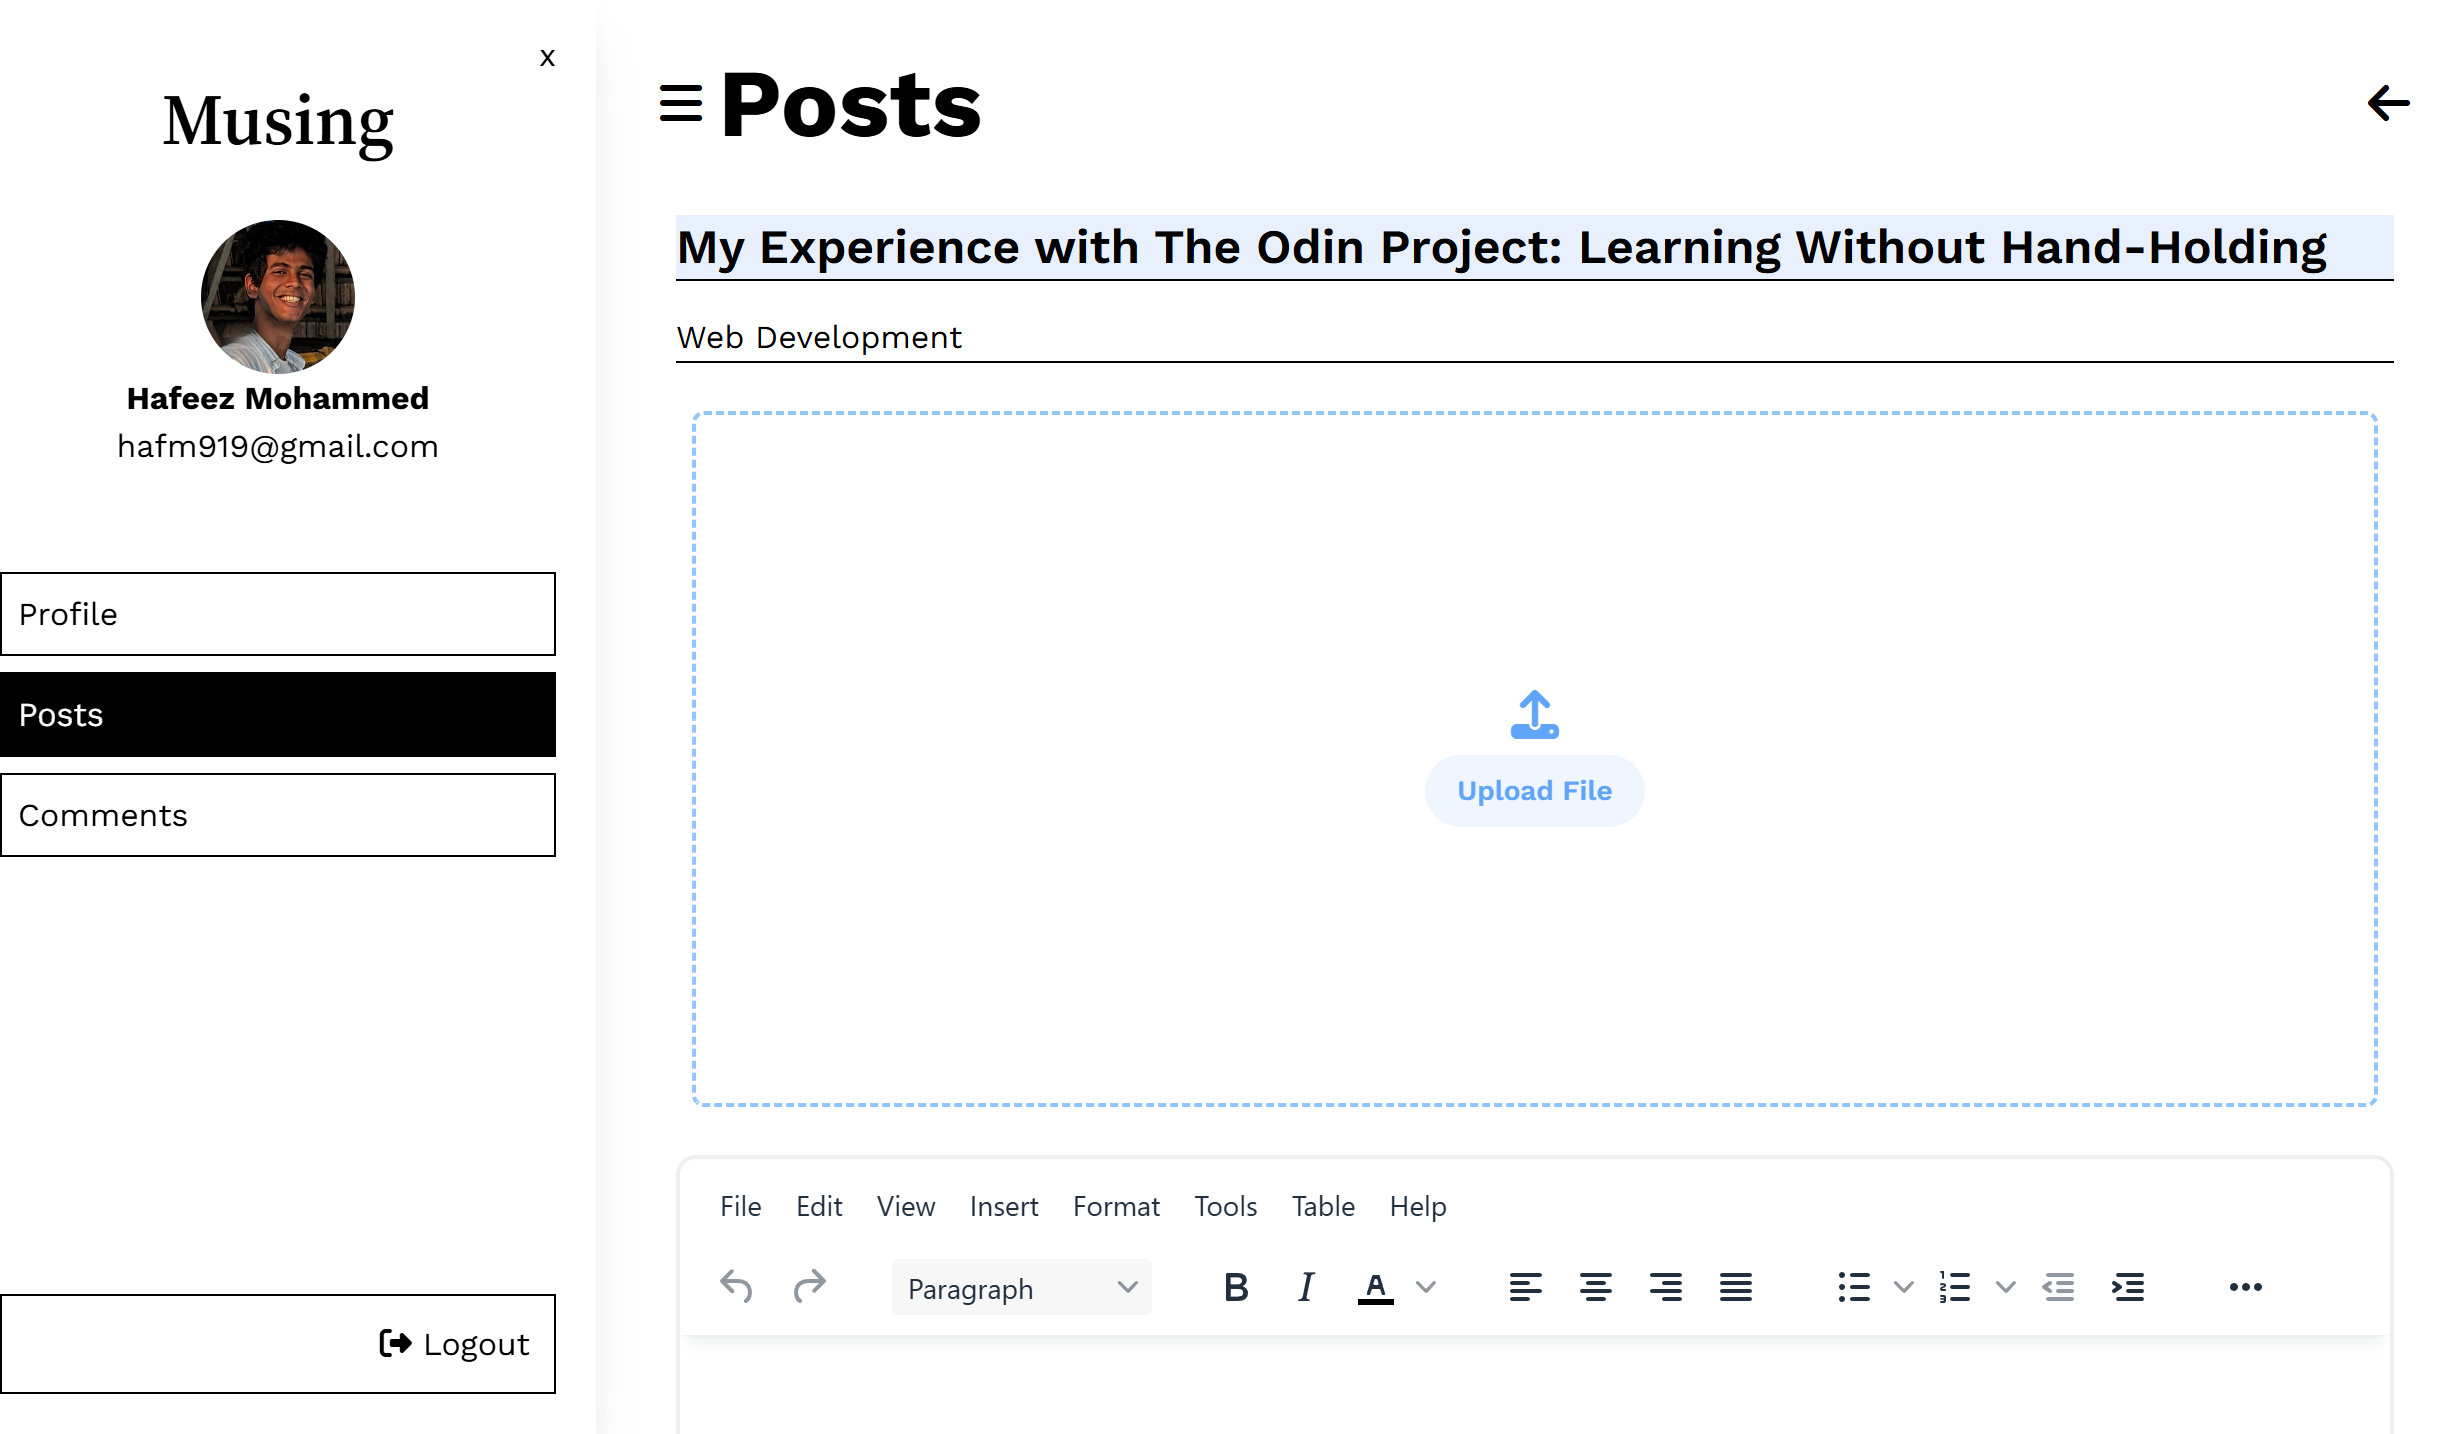 x
Musing
Hafeez Mohammed
hafm919@gmail.com
Profile
Posts
Comments
Logout
Posts
My Experience with The Odin Project: Learning Without Hand-Holding
Web Development
Upload File
File Edit View Insert Format Tools Table Help
Paragraph